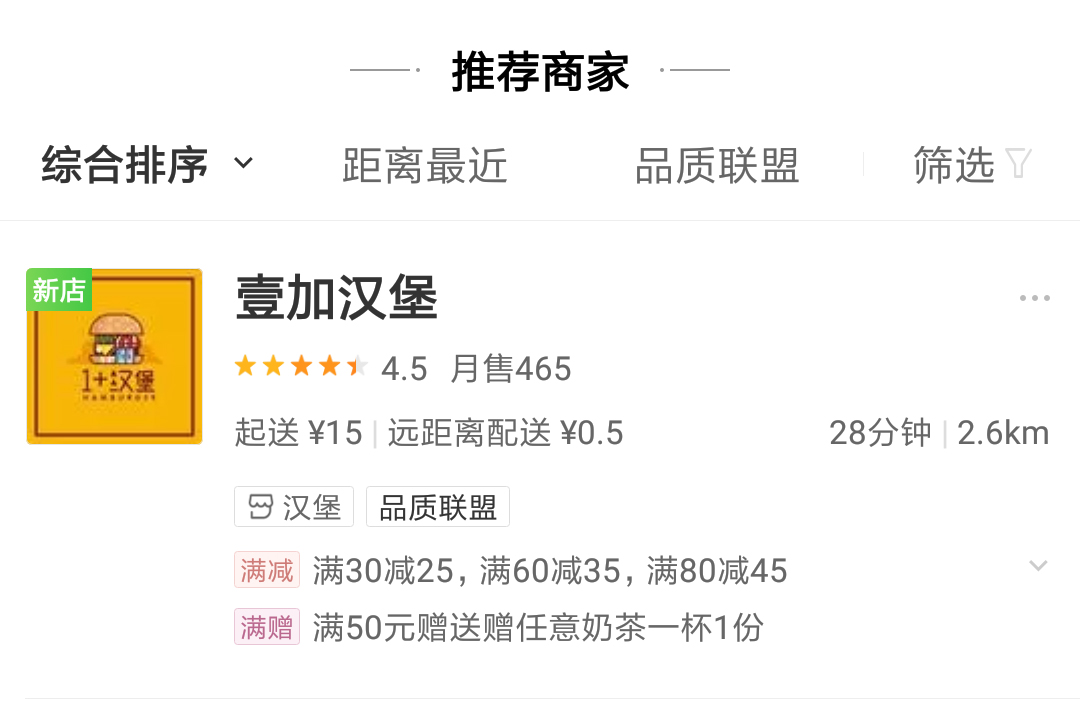 推荐商家
综合排序 距离最近 品质联盟 筛选
新店
壹加汉堡
1+汉堡
HAMBURGER
4.5 月售465
起送 ¥15 | 远距离配送 ¥0.5 28分钟 | 2.6km
汉堡 品质联盟
满减 满30减25，满60减35，满80减45
满赠 满50元赠送赠任意奶茶一杯1份